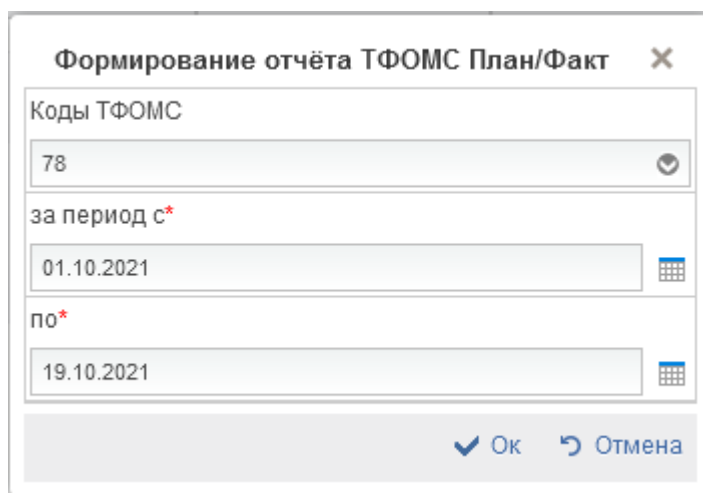 Формирование отчёта ТФОМС План/Факт
Коды ТФОМС
78
за период с*
01.10.2021
по*
19.10.2021
Ок Отмена